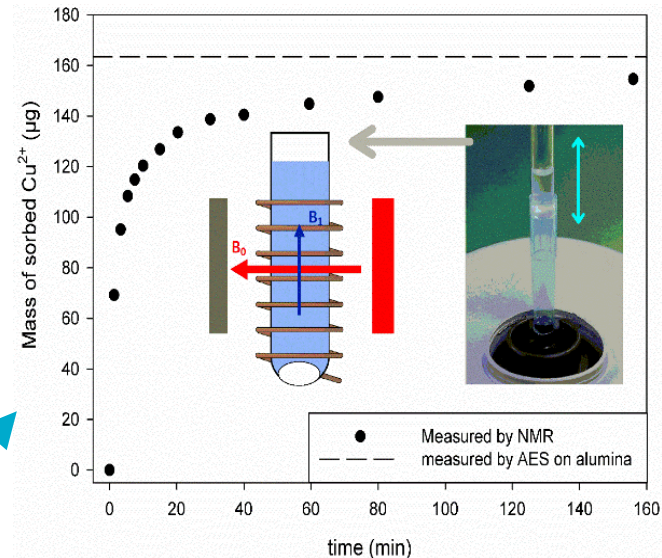 180
160
140
120
100
80
60
40
20
0
Mass of sorbed Cu²⁺ (µg)
B₁
B₀
Measured by NMR
measured by AES on alumina
0 20 40 60 80 100 120 140 160
time (min)